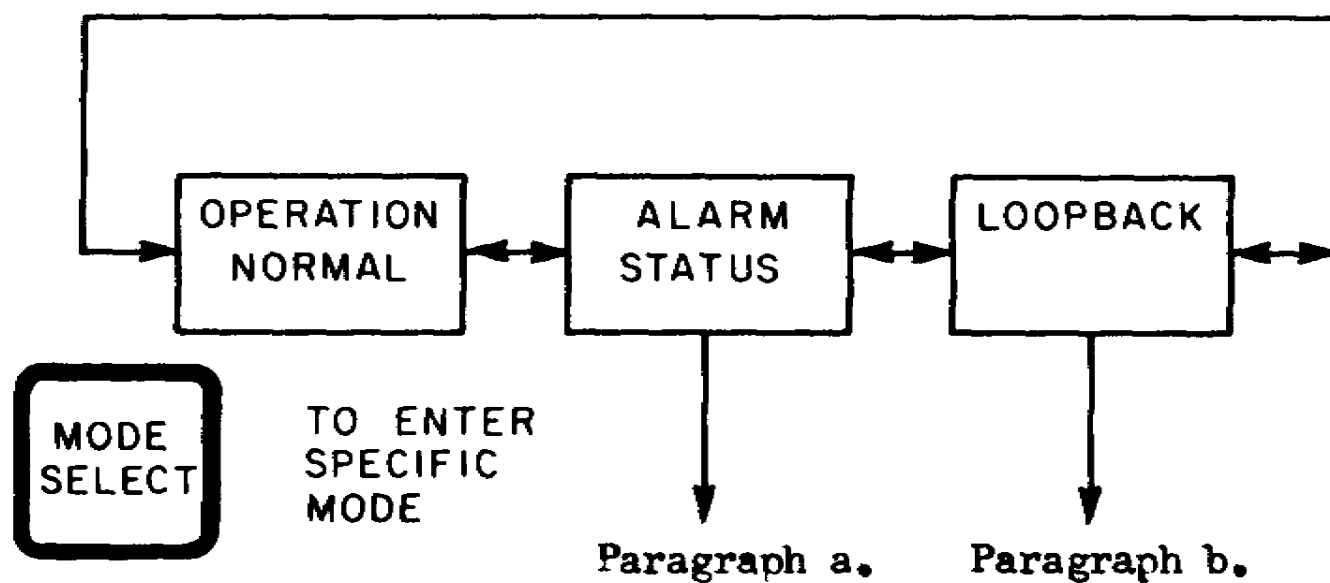 OPERATION
NORMAL
ALARM
STATUS
LOOPBACK
MODE
SELECT
TO ENTER
SPECIFIC
MODE
Paragraph a.
Paragraph b.